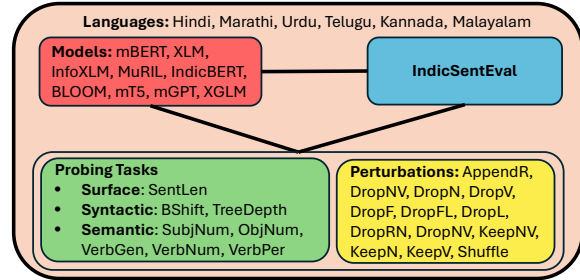 Languages: Hindi, Marathi, Urdu, Telugu, Kannada, Malayalam
Models: mBERT, XLM,
InfoXLM, MuRIL, IndicBERT,
BLOOM, mT5, mGPT, XGLM
IndicSentEval
Probing Tasks
• Surface: SentLen
• Syntactic: BShift, TreeDepth
• Semantic: SubjNum, ObjNum,
VerbGen, VerbNum, VerbPer
Perturbations: AppendR,
DropNV, DropN, DropV,
DropF, DropFL, DropL,
DropRN, DropNV, KeepNV,
KeepN, KeepV, Shuffle